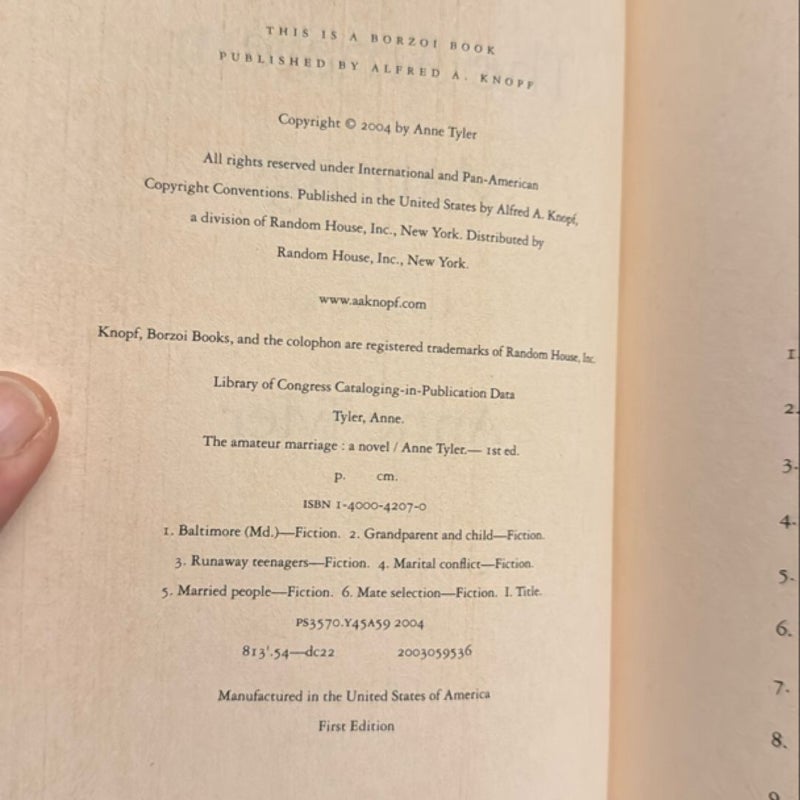 THIS IS A BORZOI BOOK
PUBLISHED BY ALFRED A. KNOPF
Copyright © 2004 by Anne Tyler
All rights reserved under International and Pan-American
Copyright Conventions. Published in the United States by Alfred A. Knopf,
a division of Random House, Inc., New York. Distributed by
Random House, Inc., New York.
www.aaknopf.com
Knopf, Borzoi Books, and the colophon are registered trademarks of Random House, Inc.
Library of Congress Cataloging-in-Publication Data
Tyler, Anne.
The amateur marriage : a novel / Anne Tyler.— 1st ed.
p. cm.
ISBN 1-4000-4207-0
1. Baltimore (Md.)—Fiction. 2. Grandparent and child—Fiction.
3. Runaway teenagers—Fiction. 4. Marital conflict—Fiction.
5. Married people—Fiction. 6. Mate selection—Fiction. I. Title.
PS3570.Y45A59 2004
813'.54—dc22 2003059536
Manufactured in the United States of America
First Edition
1.
2.
3.
4.
5.
6.
7.
8.
9.